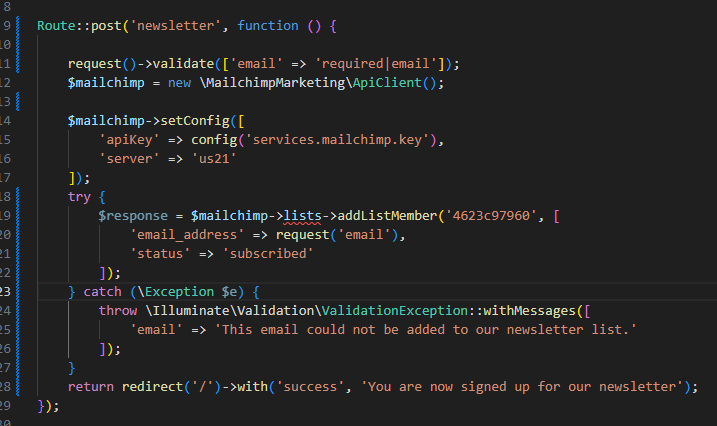 8
9 Route::post('newsletter', function () {
10
11     request()->validate(['email' => 'required|email']);
12     $mailchimp = new \MailchimpMarketing\ApiClient();
13
14     $mailchimp->setConfig([
15         'apiKey' => config('services.mailchimp.key'),
16         'server' => 'us21'
17     ]);
18     try {
19         $response = $mailchimp->lists->addListMember('4623c97960', [
20             'email_address' => request('email'),
21             'status' => 'subscribed'
22         ]);
23     } catch (\Exception $e) {
24         throw \Illuminate\Validation\ValidationException::withMessages([
25             'email' => 'This email could not be added to our newsletter list.'
26         ]);
27     }
28     return redirect('/')->with('success', 'You are now signed up for our newsletter');
29 });
30